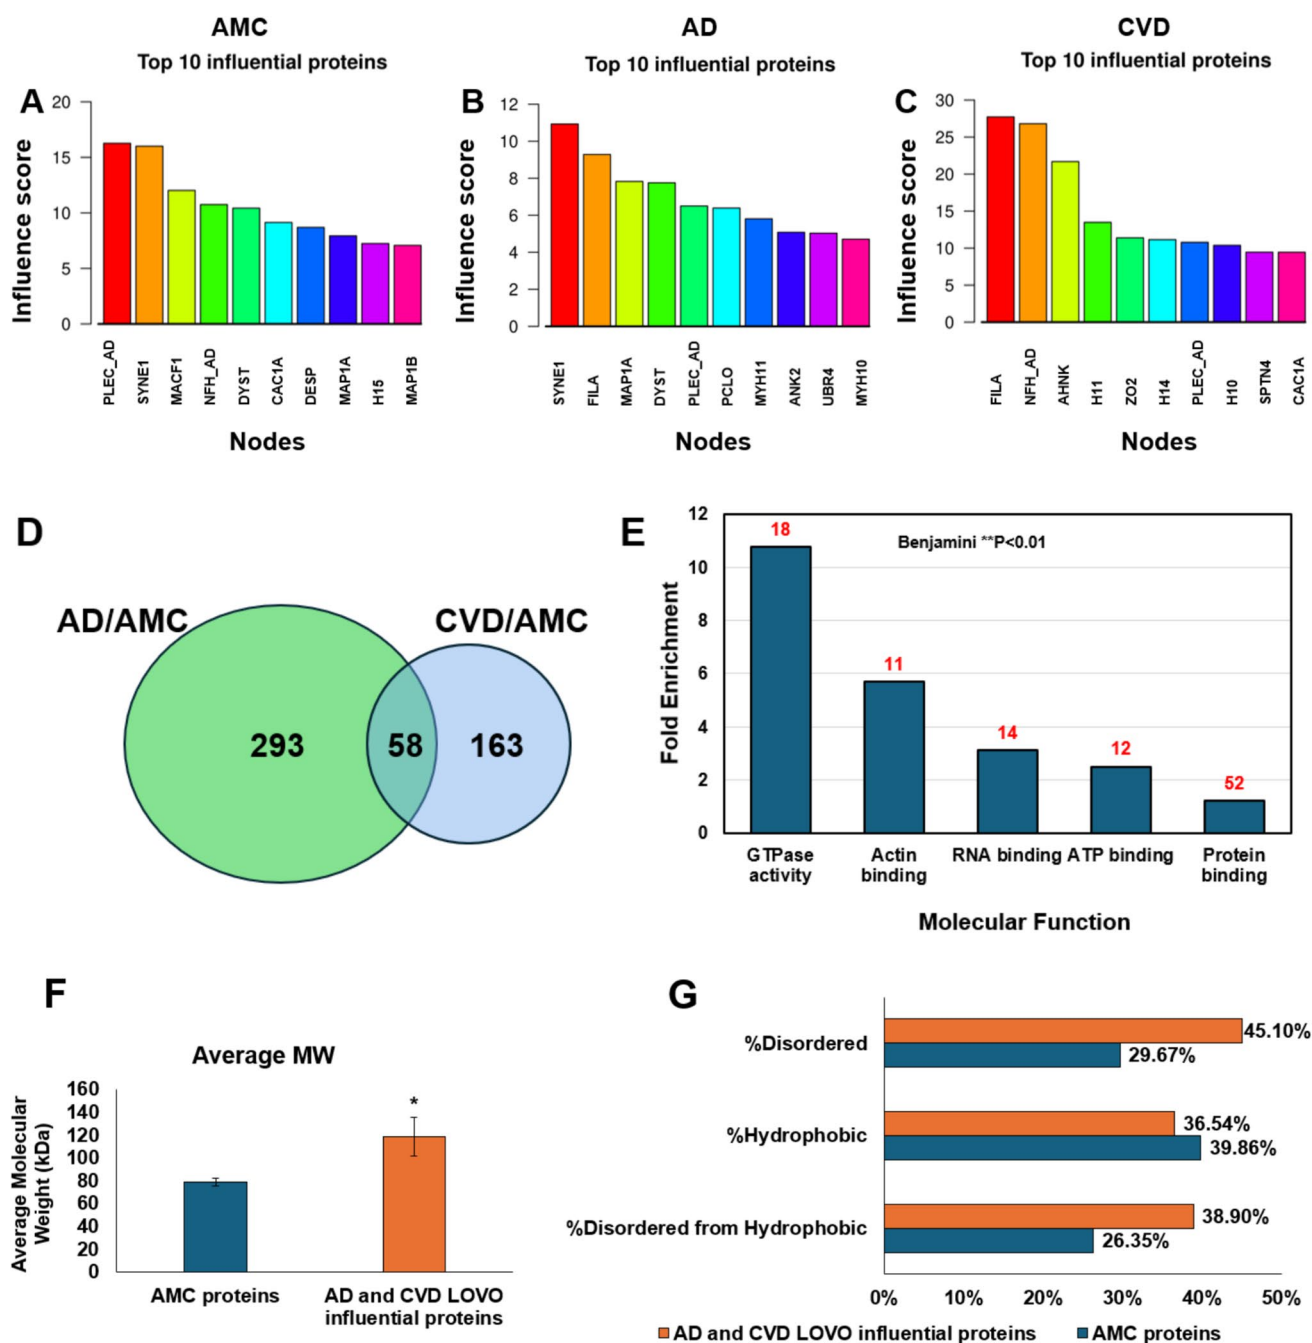 AMC
Top 10 influential proteins
A
Influence score
20
15
10
5
0
PLEC_AD
SYNE1
MACF1
NFH_AD
DYST
CAC1A
DESP
MAP1A
H15
MAP1B
Nodes
AD
Top 10 influential proteins
B
Influence score
12
10
8
6
4
2
0
SYNE1
FILA
MAP1A
DYST
PLEC_AD
PCLO
MYH11
ANK2
UBR4
MYH10
Nodes
CVD
Top 10 influential proteins
C
Influence score
30
25
20
15
10
5
0
FILA
NFH_AD
AHNK
H11
ZO2
H14
PLEC_AD
H10
SPTN4
CAC1A
Nodes
D
AD/AMC
CVD/AMC
293
58
163
E
Benjamini **P<0.01
Fold Enrichment
12
10
8
6
4
2
0
18
11
14
12
52
GTPase
activity
Actin
binding
RNA binding
ATP binding
Protein
binding
Molecular Function
F
Average MW
Average Molecular
Weight (kDa)
160
140
120
100
80
60
40
20
0
*
AMC proteins
AD and CVD LOVO
influential proteins
G
%Disordered
45.10%
29.67%
%Hydrophobic
36.54%
39.86%
%Disordered from Hydrophobic
38.90%
26.35%
0% 10% 20% 30% 40% 50%
AD and CVD LOVO influential proteins
AMC proteins